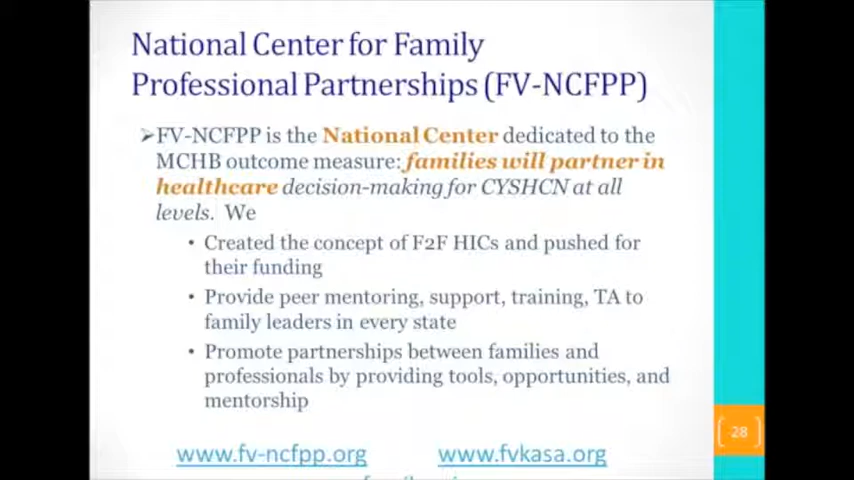 National Center for Family
Professional Partnerships (FV-NCFPP)
➢FV-NCFPP is the National Center dedicated to the
MCHB outcome measure: families will partner in
healthcare decision-making for CYSHCN at all
levels. We
• Created the concept of F2F HICs and pushed for
their funding
• Provide peer mentoring, support, training, TA to
family leaders in every state
• Promote partnerships between families and
professionals by providing tools, opportunities, and
mentorship
28
www.fv-ncfpp.org www.fvkasa.org